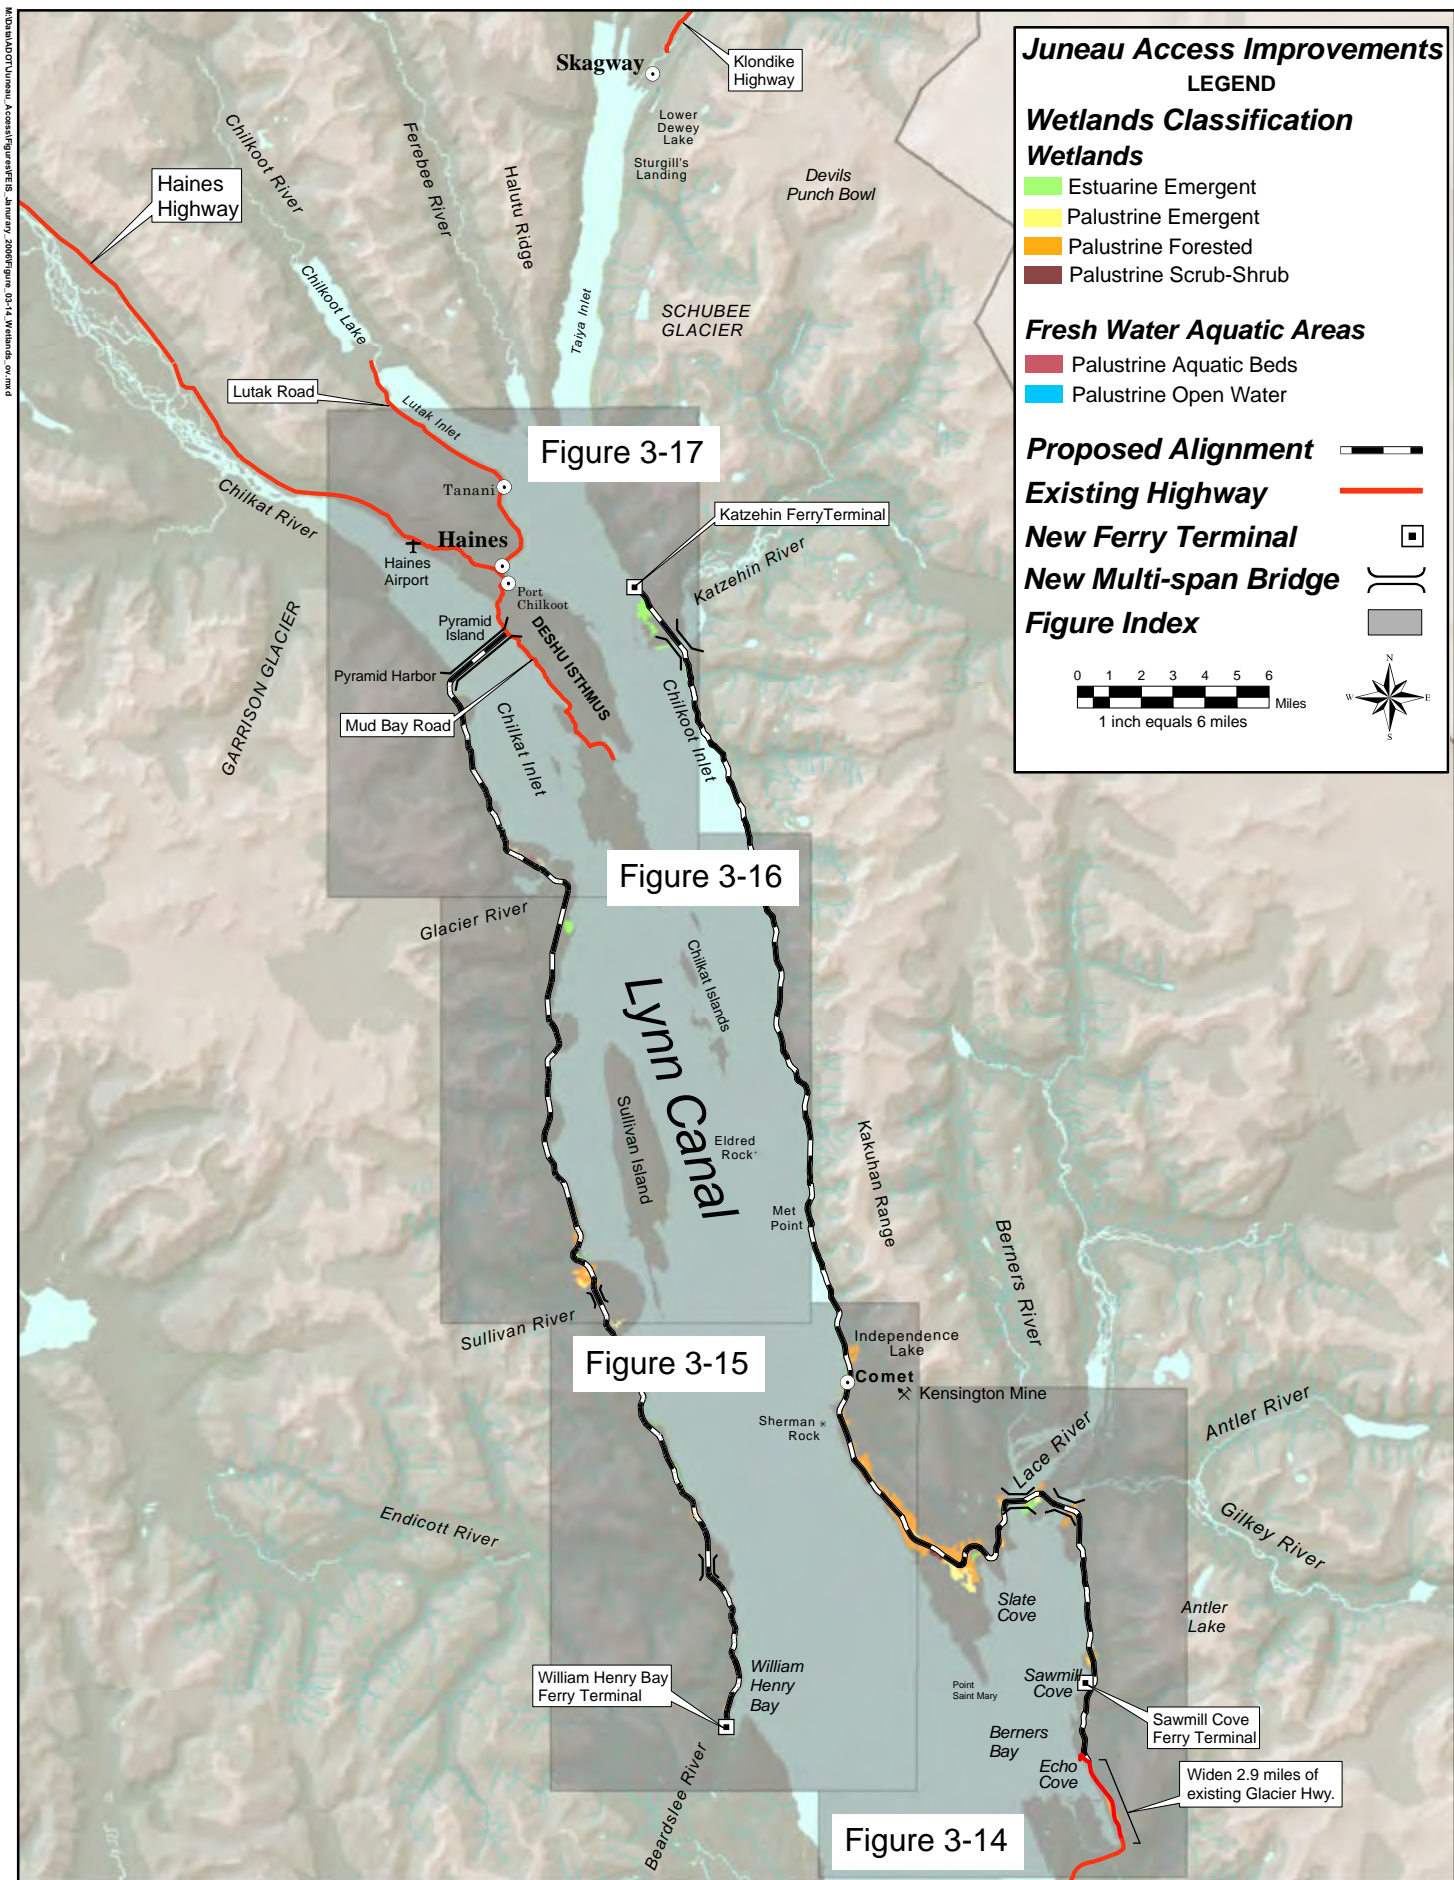 M:\Data\ADOT\Juneau_Access\Figures\FEIS_Janurary_2006\Figure_03-14_Wetlands_ov.mxd
Juneau Access Improvements
LEGEND
Wetlands Classification
Wetlands
Estuarine Emergent
Palustrine Emergent
Palustrine Forested
Palustrine Scrub-Shrub
Fresh Water Aquatic Areas
Palustrine Aquatic Beds
Palustrine Open Water
Proposed Alignment
Existing Highway
New Ferry Terminal
New Multi-span Bridge
Figure Index
0 1 2 3 4 5 6
Miles
1 inch equals 6 miles
N
W
E
S
Skagway
Klondike
Highway
Lower
Dewey
Lake
Sturgill's
Landing
Devils
Punch Bowl
Chilkoot River
Ferebee River
Halutu Ridge
Haines
Highway
Chilkoot Lake
Taiya Inlet
SCHUBEE
GLACIER
Lutak Road
Lutak Inlet
Figure 3-17
Tanani
Chilkat River
Katzehin FerryTerminal
Haines
Haines
Airport
Katzehin River
Port
Chilkoot
Pyramid
Island
DESHU ISTHMUS
GARRISON GLACIER
Pyramid Harbor
Mud Bay Road
Chilkat Inlet
Chilkoot Inlet
Figure 3-16
Glacier River
Chilkat Islands
Lynn Canal
Sullivan Island
Eldred
Rock
Kakuhan Range
Met
Point
Berners River
Sullivan River
Independence
Lake
Figure 3-15
Comet
Kensington Mine
Sherman
Rock
Lace River
Antler River
Endicott River
Gilkey River
Slate
Cove
Antler
Lake
William Henry Bay
Ferry Terminal
William
Henry
Bay
Point
Saint Mary
Sawmill
Cove
Sawmill Cove
Ferry Terminal
Berners
Bay
Echo
Cove
Widen 2.9 miles of
existing Glacier Hwy.
Beardslee River
Figure 3-14